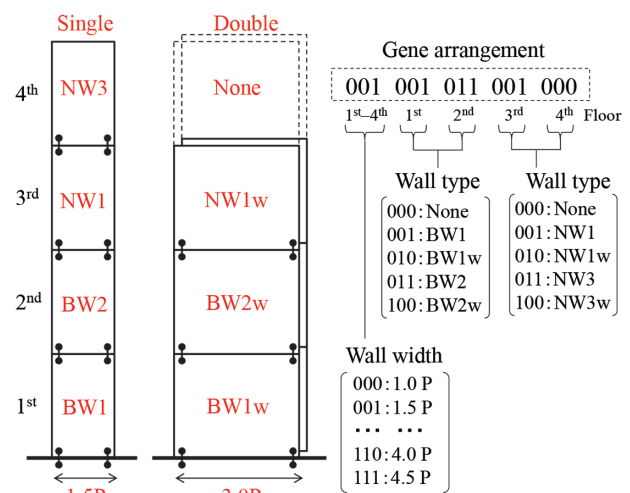 Single
Double
4th
NW3
None
3rd
NW1
NW1w
2nd
BW2
BW2w
1st
BW1
BW1w
Gene arrangement
001 001 011 001 000
1st–4th 1st 2nd 3rd 4th Floor
Wall type
000:None
001:BW1
010:BW1w
011:BW2
100:BW2w
Wall type
000:None
001:NW1
010:NW1w
011:NW3
100:NW3w
Wall width
000:1.0 P
001:1.5 P
... ...
110:4.0 P
111:4.5 P